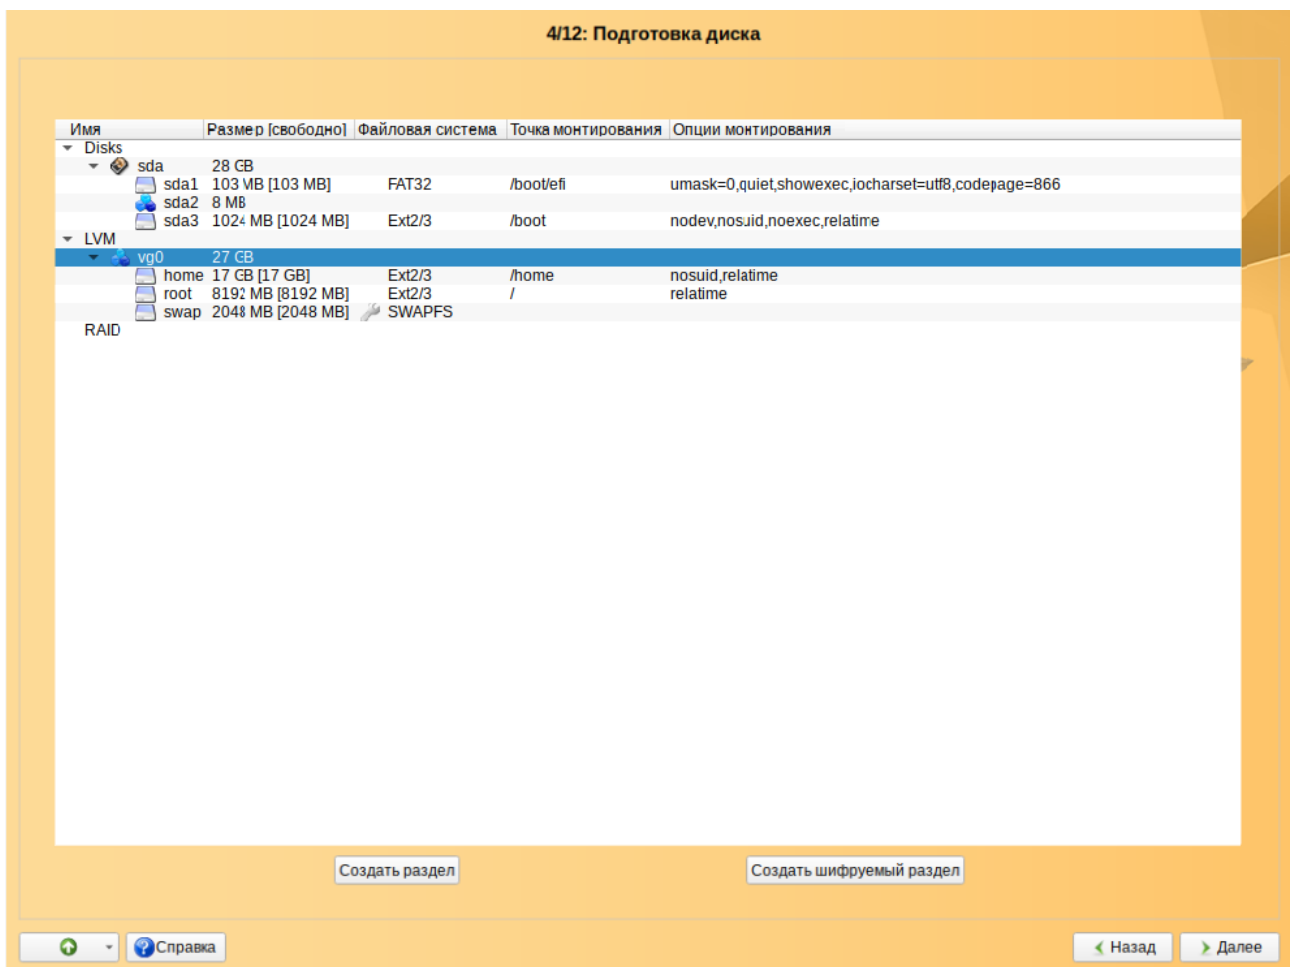 4/12: Подготовка диска
Имя Размер [свободно] Файловая система Точка монтирования Опции монтирования
Disks
sda 28 GB
sda1 103 MB [103 MB] FAT32 /boot/efi umask=0,quiet,showexec,iocharset=utf8,codepage=866
sda2 8 MB
sda3 1024 MB [1024 MB] Ext2/3 /boot nodev,nosuid,noexec,relatime
LVM
vg0 27 GB
home 17 GB [17 GB] Ext2/3 /home nosuid,relatime
root 8192 MB [8192 MB] Ext2/3 / relatime
swap 2048 MB [2048 MB] SWAPFS
RAID
Создать раздел Создать шифруемый раздел
Справка Назад Далее